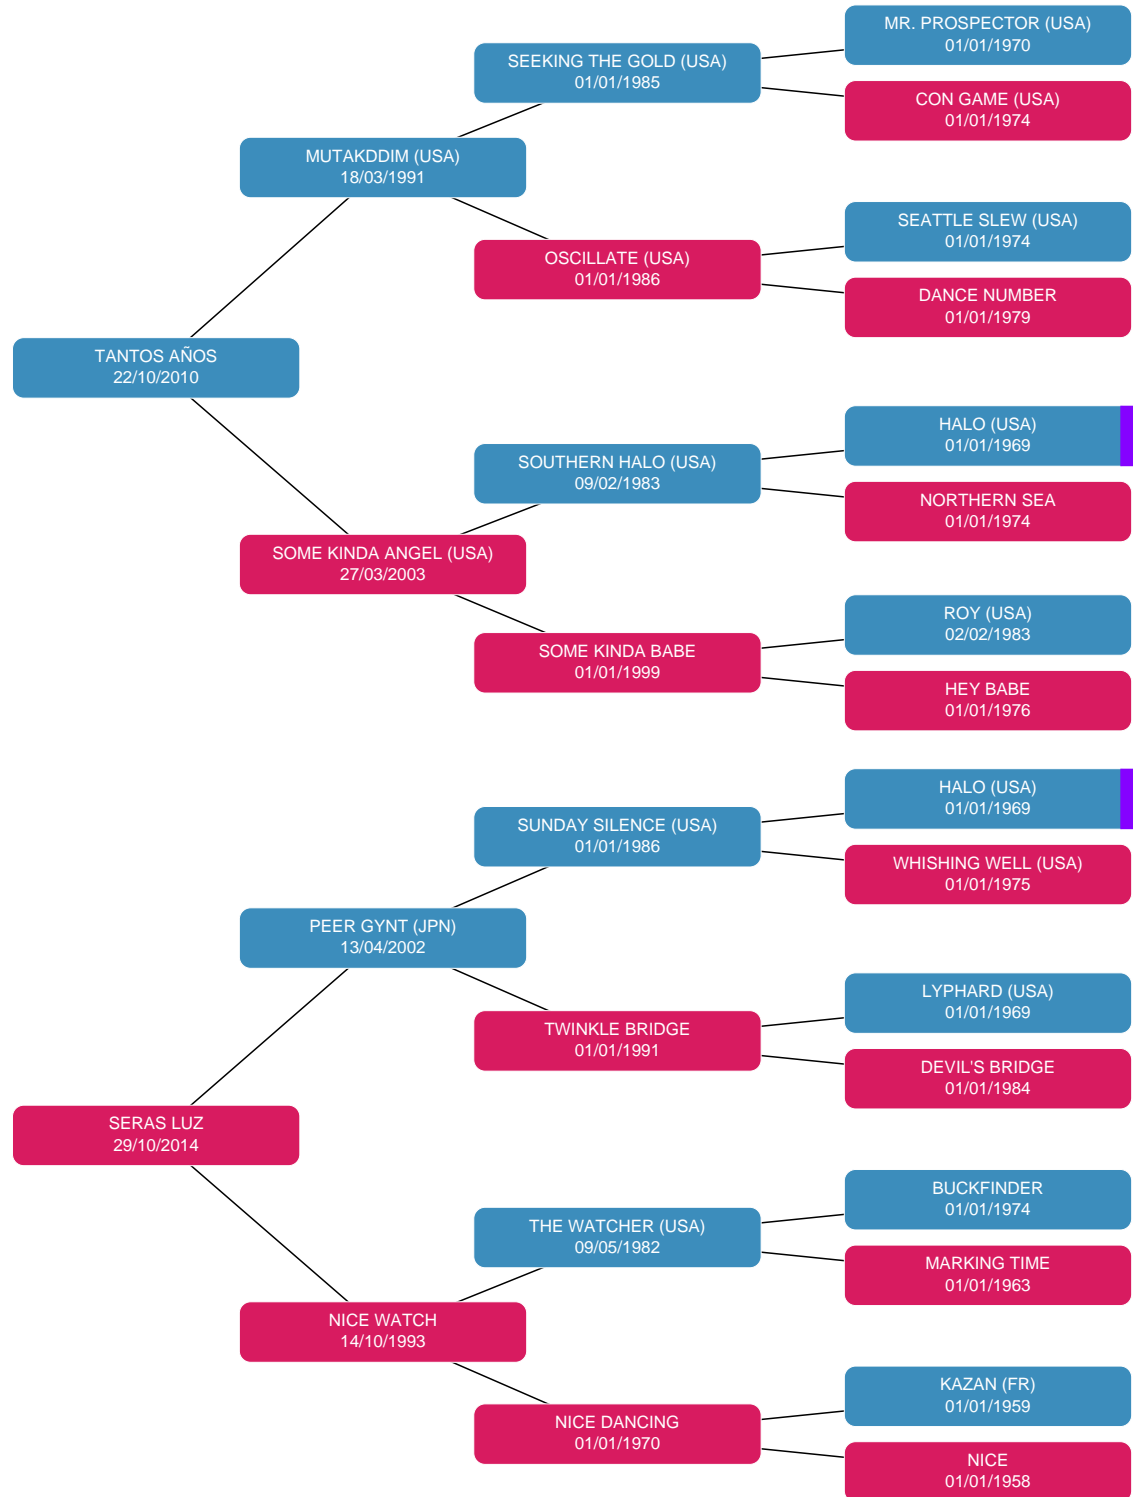 MR. PROSPECTOR (USA)
01/01/1970
SEEKING THE GOLD (USA)
01/01/1985
CON GAME (USA)
01/01/1974
MUTAKDDIM (USA)
18/03/1991
SEATTLE SLEW (USA)
01/01/1974
OSCILLATE (USA)
01/01/1986
DANCE NUMBER
01/01/1979
TANTOS AÑOS
22/10/2010
HALO (USA)
01/01/1969
SOUTHERN HALO (USA)
09/02/1983
NORTHERN SEA
01/01/1974
SOME KINDA ANGEL (USA)
27/03/2003
ROY (USA)
02/02/1983
SOME KINDA BABE
01/01/1999
HEY BABE
01/01/1976
HALO (USA)
01/01/1969
SUNDAY SILENCE (USA)
01/01/1986
WHISHING WELL (USA)
01/01/1975
PEER GYNT (JPN)
13/04/2002
LYPHARD (USA)
01/01/1969
TWINKLE BRIDGE
01/01/1991
DEVIL'S BRIDGE
01/01/1984
SERAS LUZ
29/10/2014
BUCKFINDER
01/01/1974
THE WATCHER (USA)
09/05/1982
MARKING TIME
01/01/1963
NICE WATCH
14/10/1993
KAZAN (FR)
01/01/1959
NICE DANCING
01/01/1970
NICE
01/01/1958